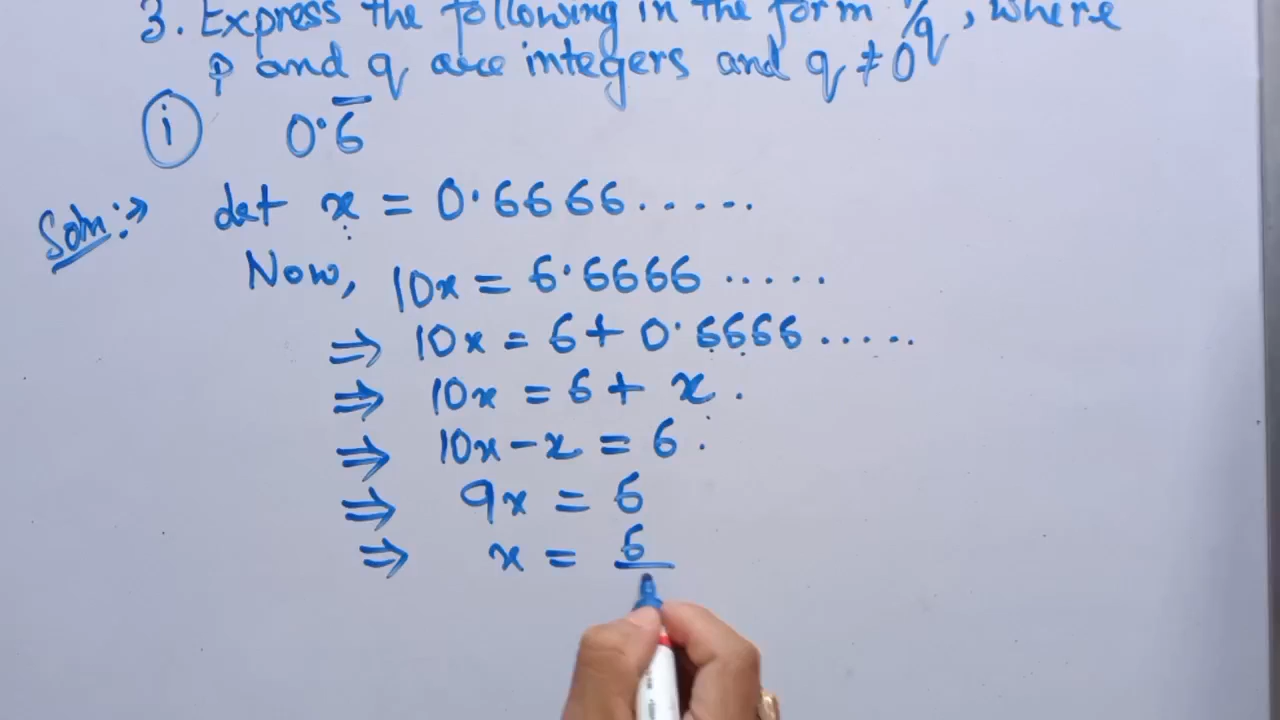 3. Express the following in the form p/q, where
p and q are integers and q ≠ 0
(i) 0.6̅
Soln:→ Let x = 0.6666.....
Now, 10x = 6.6666.....
⇒ 10x = 6 + 0.6666.....
⇒ 10x = 6 + x.
⇒ 10x - x = 6.
⇒ 9x = 6
⇒ x = 6/